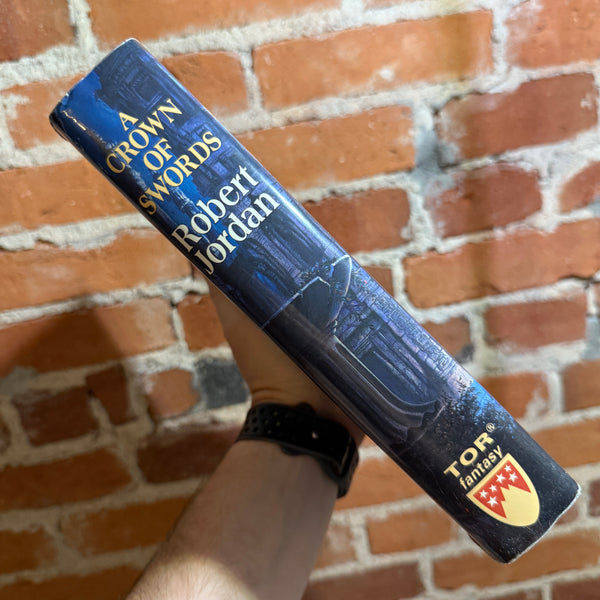 A
CROWN
OF
SWORDS
Robert
Jordan
TOR®
fantasy